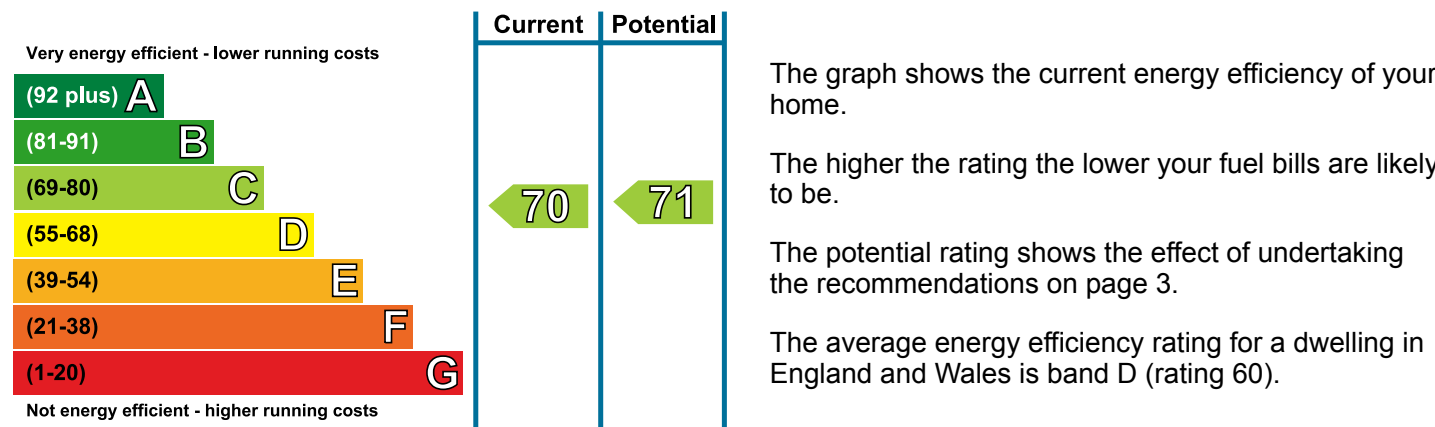 Current Potential
Very energy efficient - lower running costs
(92 plus) A
(81-91) B
(69-80) C
(55-68) D
(39-54) E
(21-38) F
(1-20) G
Not energy efficient - higher running costs
70 71
The graph shows the current energy efficiency of your
home.
The higher the rating the lower your fuel bills are likely
to be.
The potential rating shows the effect of undertaking
the recommendations on page 3.
The average energy efficiency rating for a dwelling in
England and Wales is band D (rating 60).